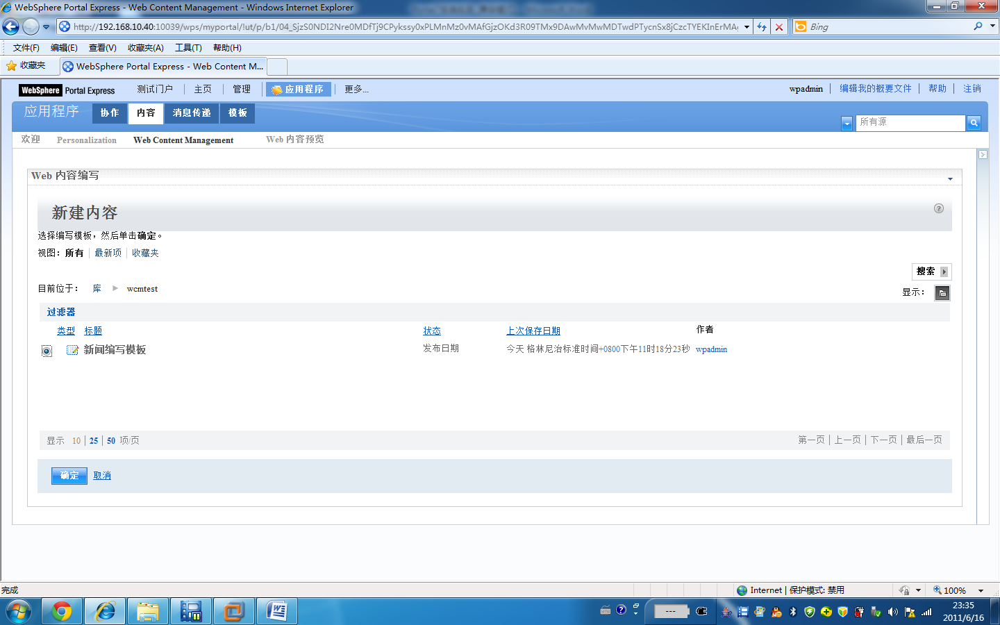 WebSphere Portal Express - Web Content Management - Windows Internet Explorer
Bing
文件(F) 编辑(E) 查看(V) 收藏夹(A) 工具(T) 帮助(H)
收藏夹 WebSphere Portal Express - Web Content M...
WebSphere Portal Express 测试门户 主页 管理 应用程序 更多... wpadmin 编辑我的概要文件 帮助 注销
应用程序 协作 内容 消息传递 模板
所有源
欢迎 Personalization Web Content Management Web 内容预览
Web 内容编写
新建内容
?
选择编写模板，然后单击确定。
视图： 所有 最新项 收藏夹
搜索
目前位于： 库 wcmtest
显示：
过滤器
类型 标题 状态 上次保存日期 作者
新闻编写模板 发布日期 今天 格林尼治标准时间+0800下午11时18分23秒 wpadmin
显示 10 25 50 项/页 第一页 上一页 下一页 最后一页
确定 取消
完成 Internet | 保护模式: 禁用 100%
---
23:35
2011/6/16